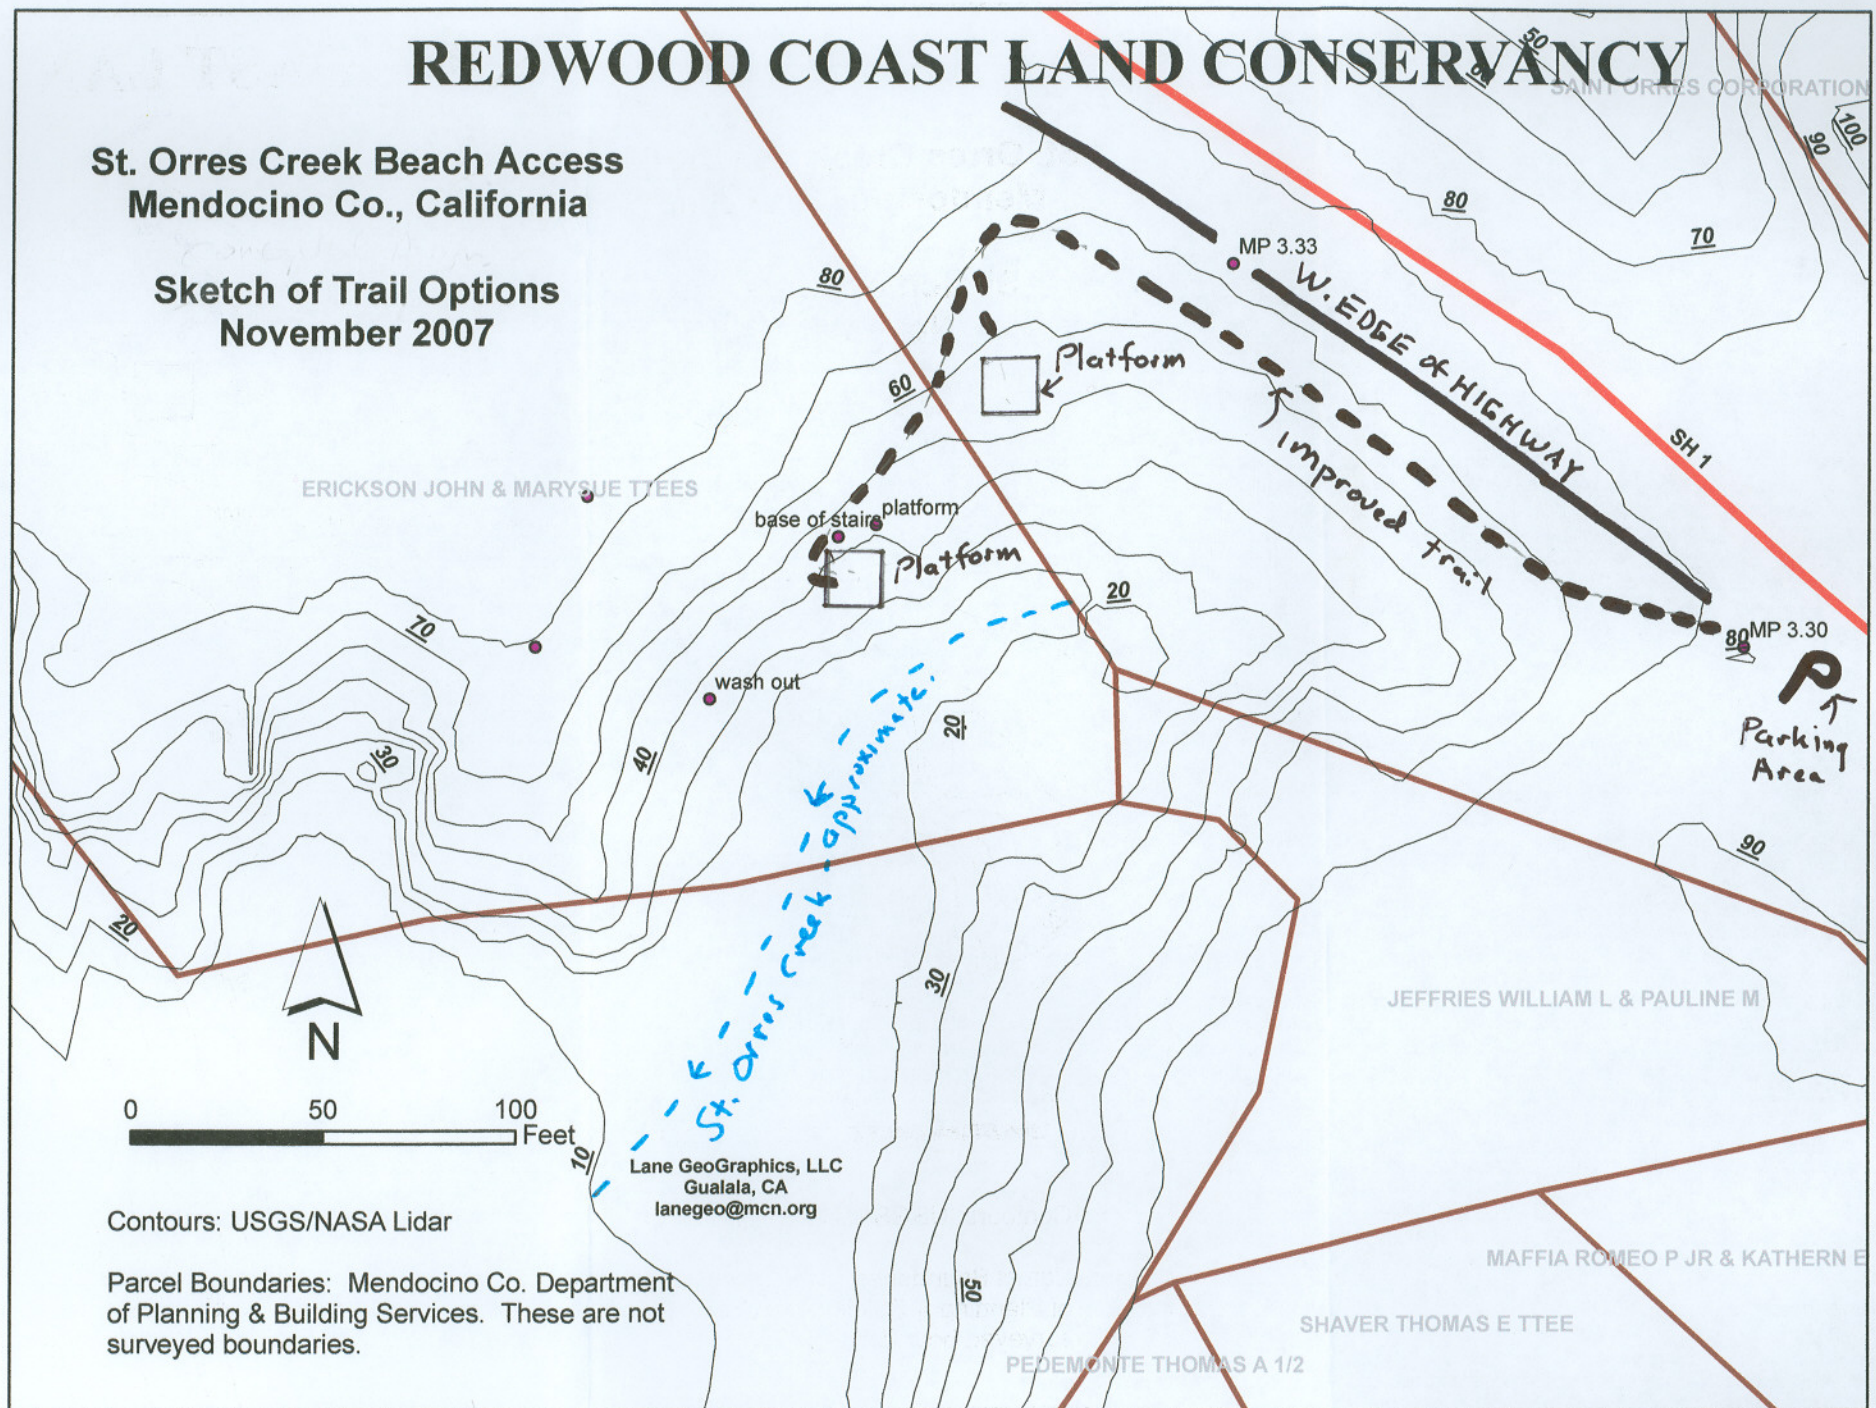 REDWOOD COAST LAND CONSERVANCY
St. Orres Creek Beach Access
Mendocino Co., California
Sketch of Trail Options
November 2007
50
60
SAINT ORRES CORPORATION
100
90
80
70
MP 3.33
W. EDGE of HIGHWAY
SH 1
80
60
Platform
improved trail
ERICKSON JOHN & MARYSUE TTEES
platform
base of stairs
Platform
20
80
MP 3.30
P
Parking
Area
70
wash out
20
40
30
90
20
30
St. Orres Creek - approximate.
JEFFRIES WILLIAM L & PAULINE M
N
0 50 100
Feet
10
Lane GeoGraphics, LLC
Gualala, CA
lanegeo@mcn.org
Contours: USGS/NASA Lidar
Parcel Boundaries: Mendocino Co. Department
of Planning & Building Services. These are not
surveyed boundaries.
50
MAFFIA ROMEO P JR & KATHERN E
SHAVER THOMAS E TTEE
PEDEMONTE THOMAS A 1/2